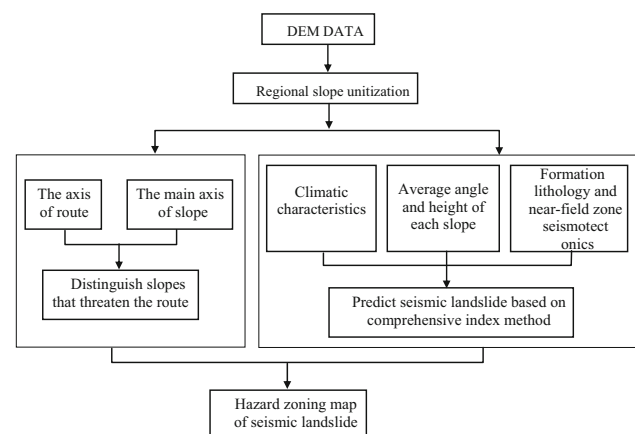 DEM DATA
Regional slope unitization
The axis
of route
The main axis
of slope
Distinguish slopes
that threaten the route
Climatic
characteristics
Average angle
and height of
each slope
Formation
lithology and
near-field zone
seismotect
onics
Predict seismic landslide based on
comprehensive index method
Hazard zoning map
of seismic landslide